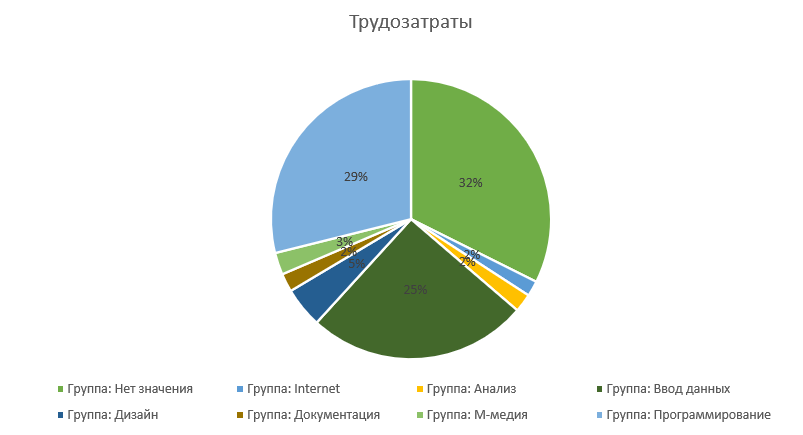 Трудозатраты
29%
32%
3%
2%
2%
2%
5%
25%
Группа: Нет значения
Группа: Internet
Группа: Анализ
Группа: Ввод данных
Группа: Дизайн
Группа: Документация
Группа: М-медия
Группа: Программирование